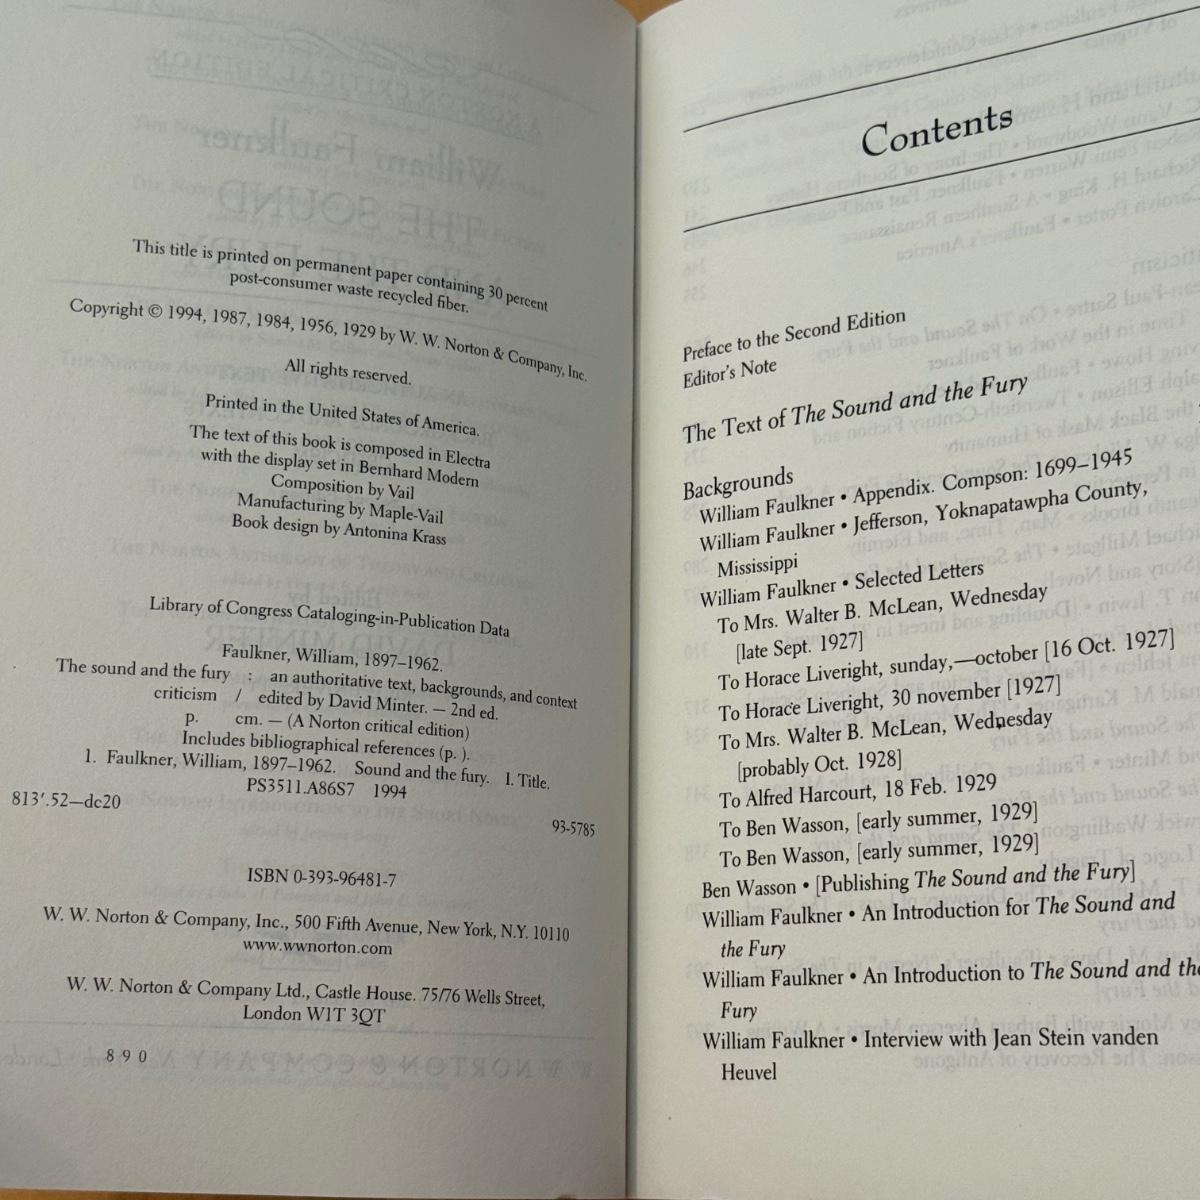 This title is printed on permanent paper containing 30 percent
post-consumer waste recycled fiber.
Copyright © 1994, 1987, 1984, 1956, 1929 by W. W. Norton & Company, Inc.
All rights reserved.
Printed in the United States of America.
The text of this book is composed in Electra
with the display set in Bernhard Modern
Composition by Vail
Manufacturing by Maple-Vail
Book design by Antonina Krass
Library of Congress Cataloging-in-Publication Data
Faulkner, William, 1897–1962.
The sound and the fury : an authoritative text, backgrounds, and context
criticism / edited by David Minter. — 2nd ed.
p. cm. — (A Norton critical edition)
Includes bibliographical references (p. ).
1. Faulkner, William, 1897–1962. Sound and the fury. I. Title.
PS3511.A86S7 1994
813′.52—dc20
93-5785
ISBN 0-393-96481-7
W. W. Norton & Company, Inc., 500 Fifth Avenue, New York, N.Y. 10110
www.wwnorton.com
W. W. Norton & Company Ltd., Castle House. 75/76 Wells Street,
London W1T 3QT
8 9 0
Contents
Preface to the Second Edition
Editor's Note
The Text of The Sound and the Fury
Backgrounds
William Faulkner • Appendix. Compson: 1699–1945
William Faulkner • Jefferson, Yoknapatawpha County,
Mississippi
William Faulkner • Selected Letters
To Mrs. Walter B. McLean, Wednesday
[late Sept. 1927]
To Horace Liveright, sunday,—october [16 Oct. 1927]
To Horace Liveright, 30 november [1927]
To Mrs. Walter B. McLean, Wednesday
[probably Oct. 1928]
To Alfred Harcourt, 18 Feb. 1929
To Ben Wasson, [early summer, 1929]
To Ben Wasson, [early summer, 1929]
Ben Wasson • [Publishing The Sound and the Fury]
William Faulkner • An Introduction for The Sound and
the Fury
William Faulkner • An Introduction to The Sound and the
Fury
William Faulkner • Interview with Jean Stein vanden
Heuvel